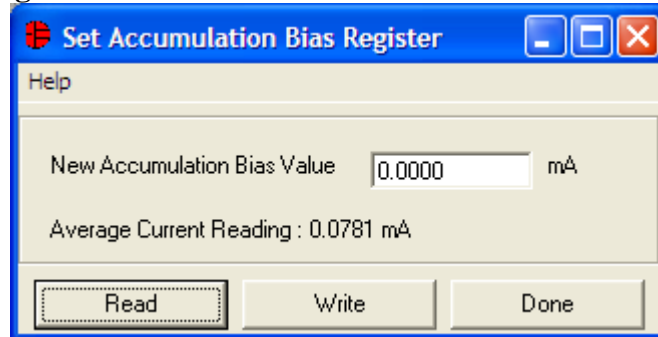 Set Accumulation Bias Register
Help
New Accumulation Bias Value 0.0000 mA
Average Current Reading : 0.0781 mA
Read Write Done